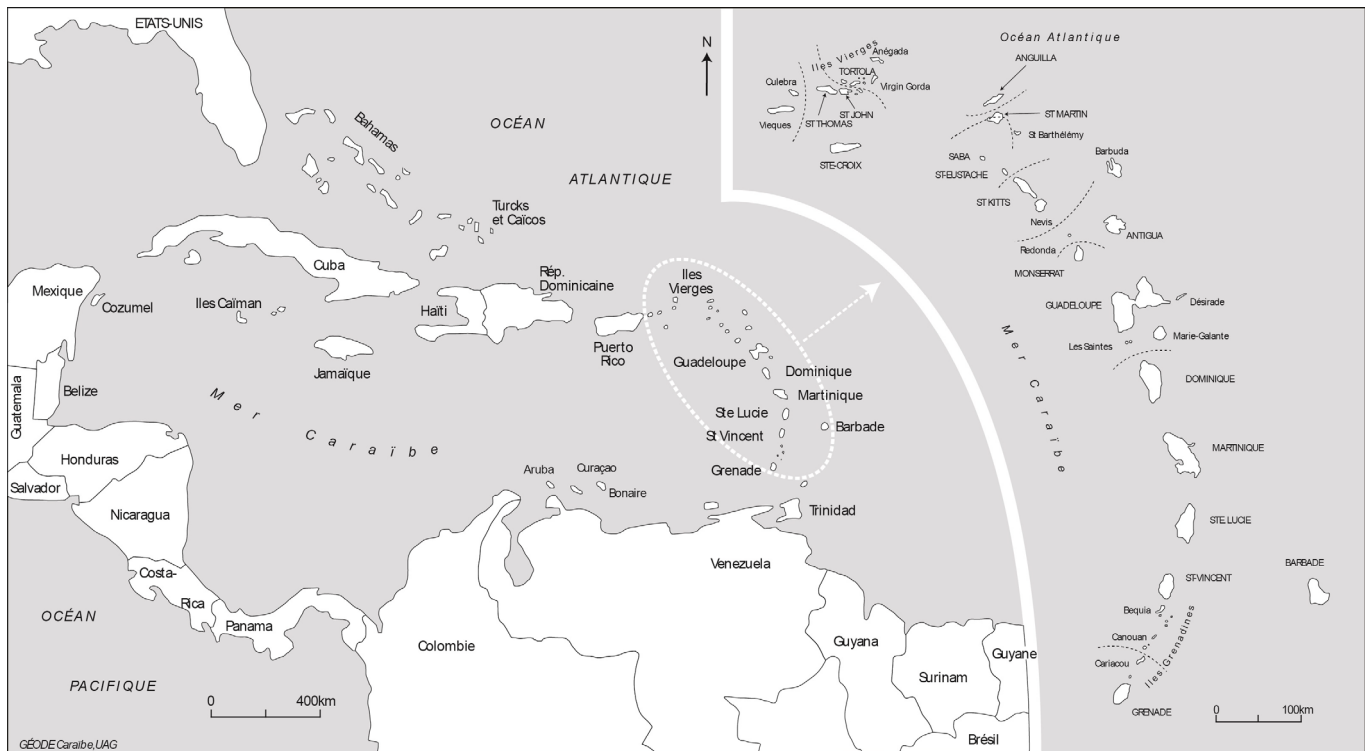 ETATS-UNIS
Bahamas
OCÉAN
ATLANTIQUE
Turcks
et Caïcos
Cuba
Mexique
Cozumel
Iles Caïman
Haïti
Rép.
Dominicaine
Iles
Vierges
Puerto
Rico
Jamaïque
Guadeloupe
Dominique
Martinique
Ste Lucie
St Vincent
Barbade
Grenade
Belize
Guatemala
Mer Caraïbe
Honduras
Salvador
Nicaragua
Aruba
Curaçao
Bonaire
Trinidad
Costa-
Rica
Panama
Venezuela
Colombie
Guyana
Surinam
Guyane
Brésil
OCÉAN
PACIFIQUE
0 400km
GÉODE Caraïbe,UAG
N
Océan Atlantique
Iles Vierges
Anégada
TORTOLA
Culebra
Virgin Gorda
Vieques
ST THOMAS
ST JOHN
STE-CROIX
ANGUILLA
ST MARTIN
St Barthélémy
SABA
ST-EUSTACHE
Barbuda
ST KITTS
Nevis
Redonda
ANTIGUA
MONSERRAT
GUADELOUPE
Désirade
Les Saintes
Marie-Galante
DOMINIQUE
Mer Caraïbe
MARTINIQUE
STE LUCIE
ST-VINCENT
BARBADE
Bequia
Canouan
Cariacou
Iles Grenadines
GRENADE
0 100km